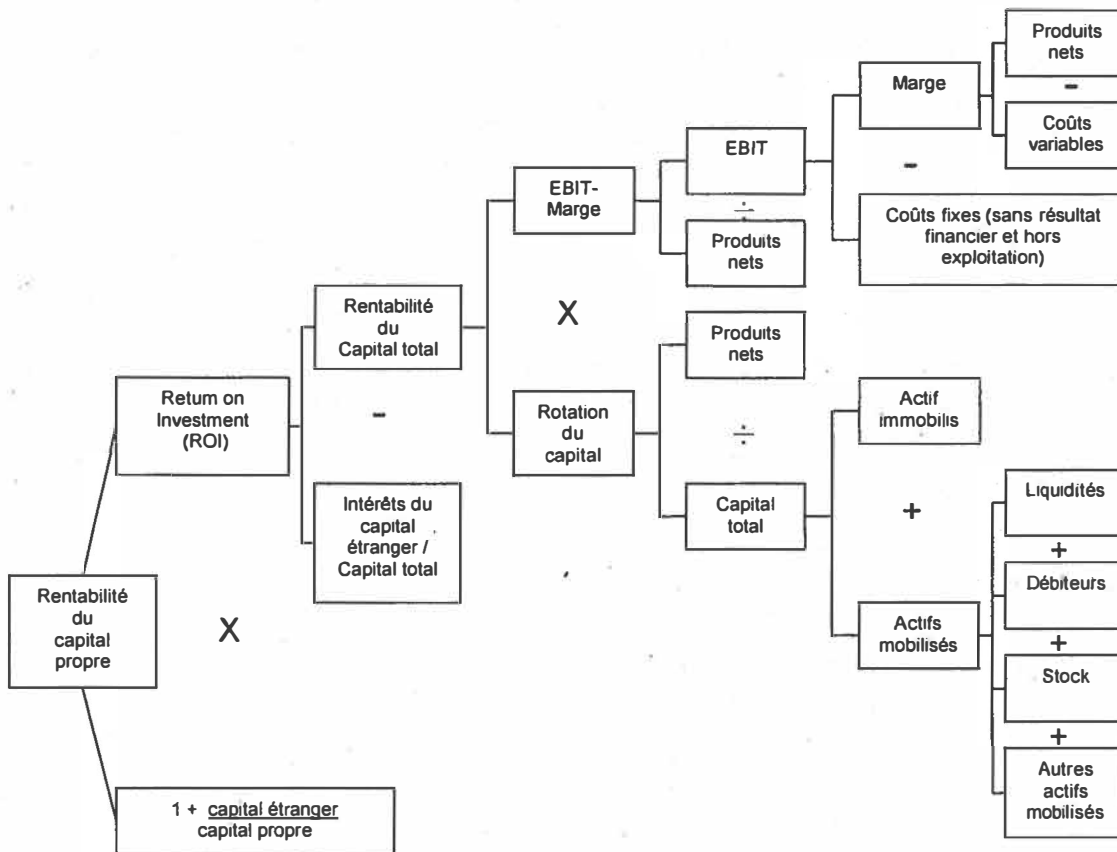 Produits
nets
-
Coûts
variables
Marge
-
Coûts fixes (sans résultat
financier et hors
exploitation)
EBIT
÷
Produits
nets
EBIT-
Marge
X
Rotation
du
capital
Produits
nets
÷
Capital
total
Actif
immobilis
+
Actifs
mobilisés
Liquidités
+
Débiteurs
+
Stock
+
Autres
actifs
mobilisés
Rentabilité
du
Capital total
-
Intérêts du
capital
étranger /
Capital total
Return on
Investment
(ROI)
X
1 + capital étranger
capital propre
Rentabilité
du
capital
propre